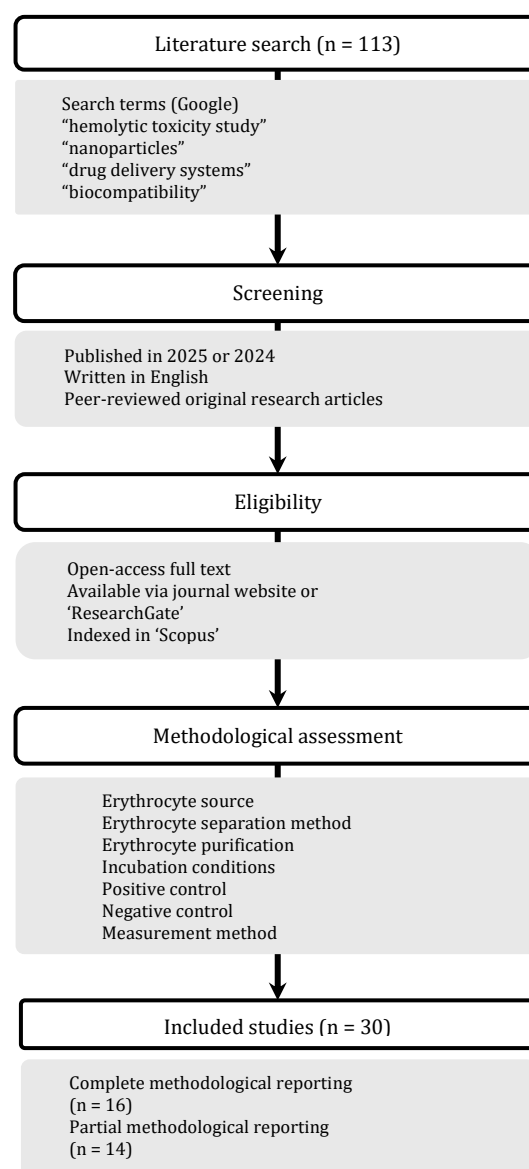 Literature search (n = 113)
Search terms (Google)
“hemolytic toxicity study”
“nanoparticles”
“drug delivery systems”
“biocompatibility”
Screening
Published in 2025 or 2024
Written in English
Peer-reviewed original research articles
Eligibility
Open-access full text
Available via journal website or
‘ResearchGate’
Indexed in ‘Scopus’
Methodological assessment
Erythrocyte source
Erythrocyte separation method
Erythrocyte purification
Incubation conditions
Positive control
Negative control
Measurement method
Included studies (n = 30)
Complete methodological reporting
(n = 16)
Partial methodological reporting
(n = 14)